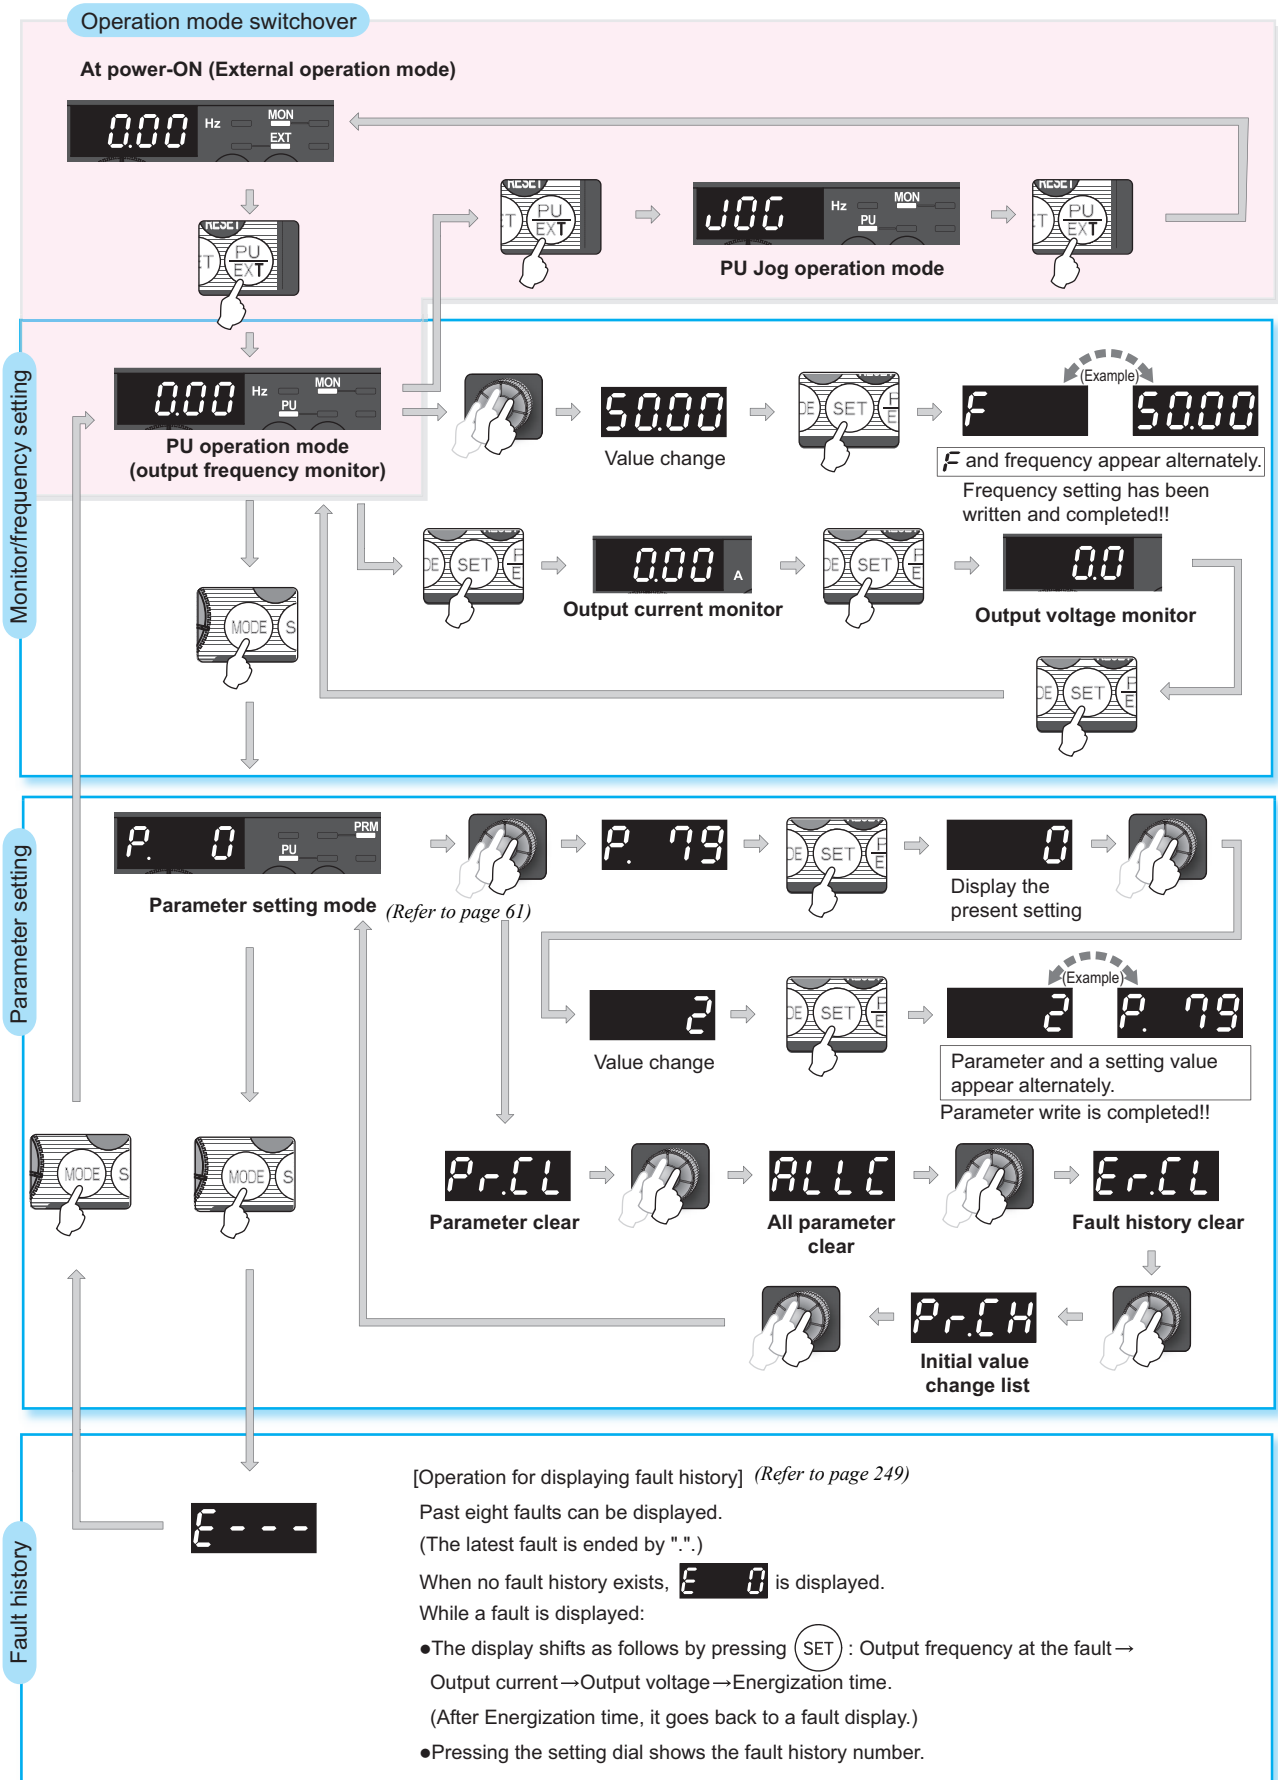 Operation mode switchover
At power-ON (External operation mode)
0.00 Hz MON EXT
RESET
PU
EXT
RESET
PU
EXT
JOG Hz MON PU
PU Jog operation mode
RESET
PU
EXT
Monitor/frequency setting
0.00 Hz MON PU
PU operation mode
(output frequency monitor)
50.00
Value change
SET
F (Example) 50.00
F and frequency appear alternately.
Frequency setting has been
written and completed!!
SET
0.00 A
Output current monitor
SET
0.0
Output voltage monitor
MODE S
SET
Parameter setting
P. 0 PRM PU
Parameter setting mode (Refer to page 61)
P. 79
SET
0
Display the
present setting
2
Value change
SET
(Example)
2 P. 79
Parameter and a setting value
appear alternately.
Parameter write is completed!!
MODE S
MODE S
Pr.CL
Parameter clear
ALLC
All parameter
clear
Er.CL
Fault history clear
Pr.CH
Initial value
change list
Fault history
E---
[Operation for displaying fault history] (Refer to page 249)
Past eight faults can be displayed.
(The latest fault is ended by ".".)
When no fault history exists, E 0 is displayed.
While a fault is displayed:
●The display shifts as follows by pressing SET : Output frequency at the fault→
Output current→Output voltage→Energization time.
(After Energization time, it goes back to a fault display.)
●Pressing the setting dial shows the fault history number.